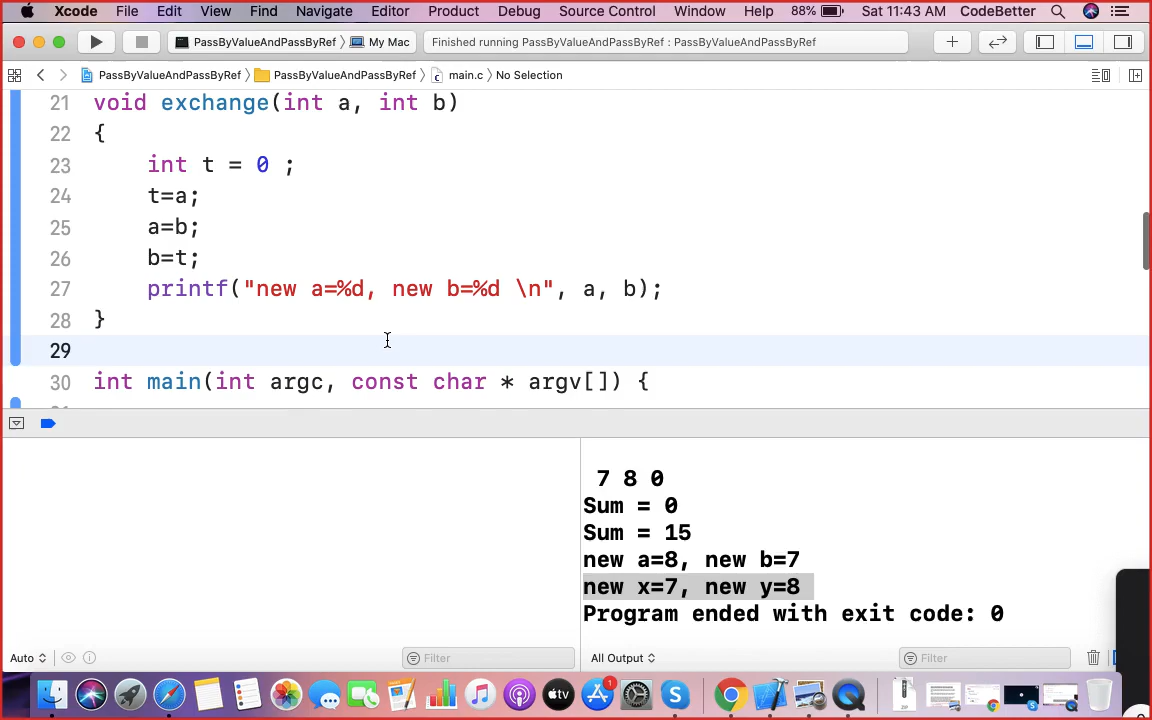 Xcode File Edit View Find Navigate Editor Product Debug Source Control Window Help 88% Sat 11:43 AM CodeBetter
PassByValueAndPassByRef 〉 My Mac Finished running PassByValueAndPassByRef : PassByValueAndPassByRef
PassByValueAndPassByRef 〉 PassByValueAndPassByRef 〉 main.c 〉 No Selection
21 void exchange(int a, int b)
22 {
23 int t = 0 ;
24 t=a;
25 a=b;
26 b=t;
27 printf("new a=%d, new b=%d \n", a, b);
28 }
29
30 int main(int argc, const char * argv[]) {
7 8 0
Sum = 0
Sum = 15
new a=8, new b=7
new x=7, new y=8
Program ended with exit code: 0
Auto Filter All Output Filter
1
tv